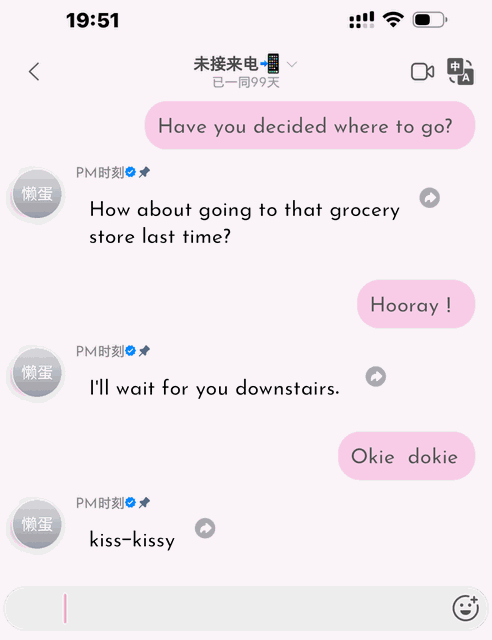 19:51
未接来电📲
已一同99天
中
A
Have you decided where to go?
PM时刻
懒蛋
How about going to that grocery
store last time?
Hooray !
PM时刻
懒蛋
I'll wait for you downstairs.
Okie dokie
PM时刻
懒蛋
kiss-kissy